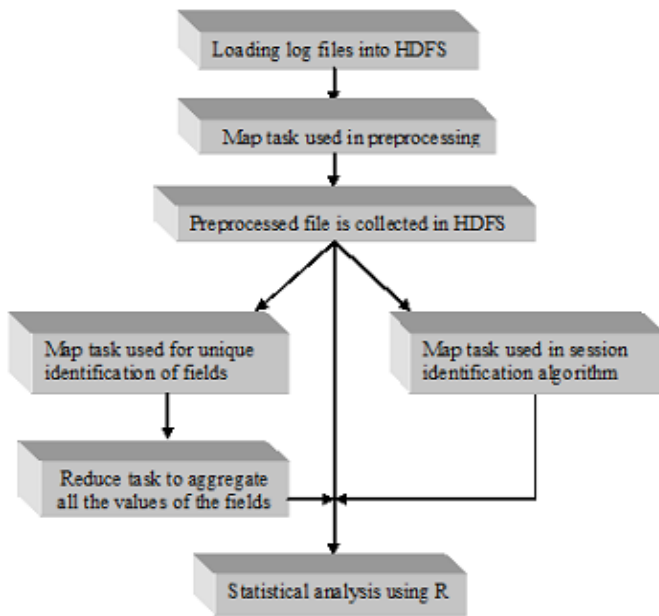 Loading log files into HDFS
Map task used in preprocessing
Preprocessed file is collected in HDFS
Map task used for unique
identification of fields
Map task used in session
identification algorithm
Reduce task to aggregate
all the values of the fields
Statistical analysis using R